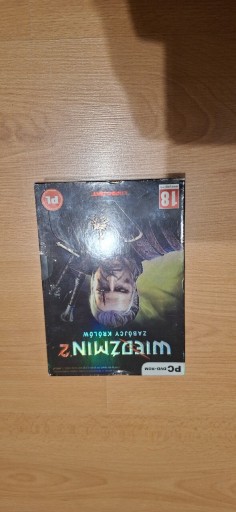 PC DVD-ROM
WIEDŹMIN 2
ZABÓJCY KRÓLÓW
18
PL